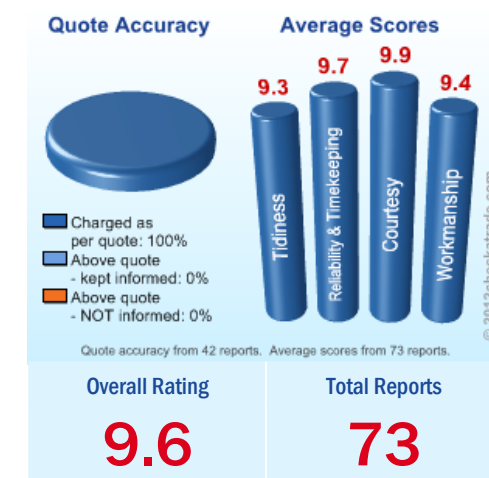 Quote Accuracy
Average Scores
9.3
9.7
9.9
9.4
Tidiness
Reliability & Timekeeping
Courtesy
Workmanship
Charged as
per quote: 100%
Above quote
- kept informed: 0%
Above quote
- NOT informed: 0%
© 2013checkatrade.com
Quote accuracy from 42 reports. Average scores from 73 reports.
Overall Rating
Total Reports
9.6
73